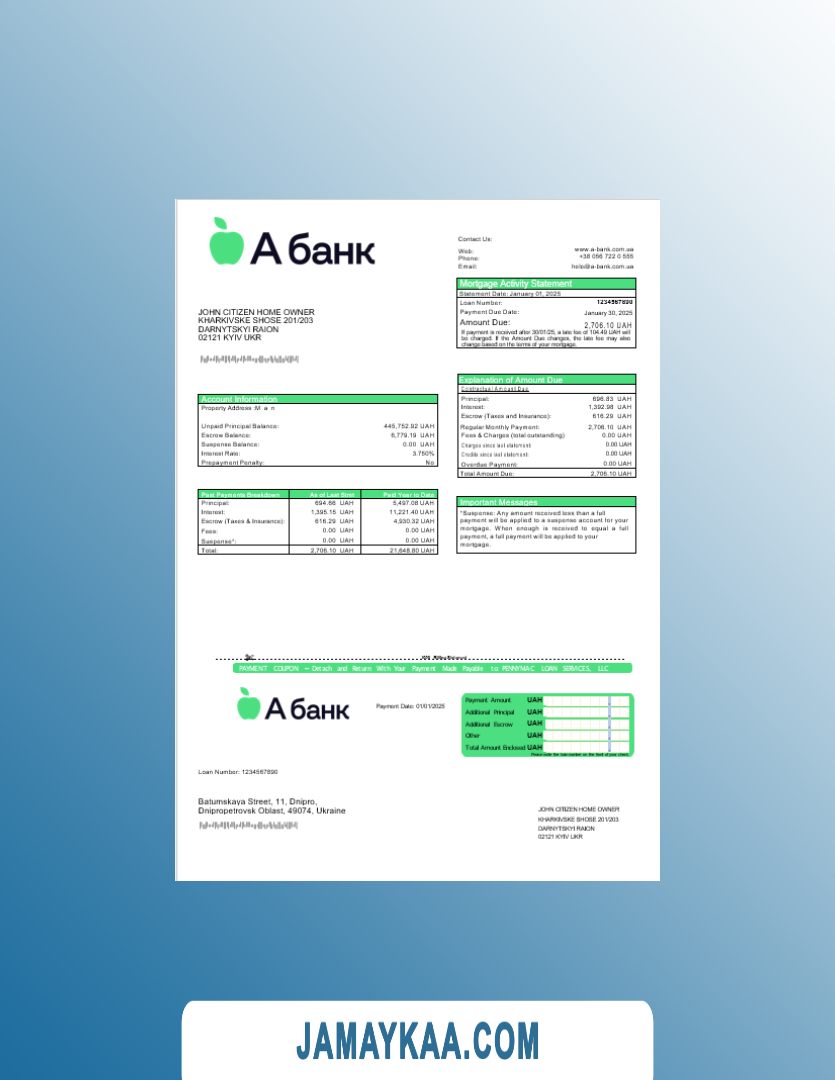 А банк
Contact Us:
Web: www.a-bank.com.ua
Phone: +38 056 722 0 555
Email: help@a-bank.com.ua
Mortgage Activity Statement
Statement Date: January 01, 2025
Loan Number: 1234567890
Payment Due Date: January 30, 2025
Amount Due: 2,706.10 UAH
If payment is received after 30/01/25, a late fee of 104.49 UAH will
be charged. If the Amount Due changes, the late fee may also
change based on the terms of your mortgage.
JOHN CITIZEN HOME OWNER
KHARKIVSKE SHOSE 201/203
DARNYTSKYI RAION
02121 KYIV UKR
Explanation of Amount Due
Contractual Amount Due
Principal: 696.83 UAH
Interest: 1,392.98 UAH
Escrow (Taxes and Insurance): 616.29 UAH
Regular Monthly Payment: 2,706.10 UAH
Fees & Charges (total outstanding) 0.00 UAH
Charges since last statement: 0.00 UAH
Credits since last statement: 0.00 UAH
Overdue Payment: 0.00 UAH
Total Amount Due: 2,706.10 UAH
Account Information
Property Address :M a n
Unpaid Principal Balance: 445,752.92 UAH
Escrow Balance: 6,779.19 UAH
Suspense Balance: 0.00 UAH
Interest Rate: 3.750%
Prepayment Penalty: No
Past Payments Breakdown As of Last Stmt Paid Year to Date
Principal: 694.66 UAH 5,497.08 UAH
Interest: 1,395.15 UAH 11,221.40 UAH
Escrow (Taxes & Insurance): 616.29 UAH 4,930.32 UAH
Fees: 0.00 UAH 0.00 UAH
Suspense*: 0.00 UAH 0.00 UAH
Total: 2,706.10 UAH 21,648.80 UAH
Important Messages
*Suspense: Any amount received less than a full
payment will be applied to a suspense account for your
mortgage. When enough is received to equal a full
payment, a full payment will be applied to your
mortgage.
PAYMENT COUPON – Detach and Return With Your Payment Made Payable to PENNYMAC LOAN SERVICES, LLC
А банк
Payment Date: 01/01/2025
Payment Amount UAH
Additional Principal UAH
Additional Escrow UAH
Other UAH
Total Amount Enclosed UAH
Please write the loan number on the front of your check.
Loan Number: 1234567890
Batumskaya Street, 11, Dnipro,
Dnipropetrovsk Oblast, 49074, Ukraine
JOHN CITIZEN HOME OWNER
KHARKIVSKE SHOSE 201/203
DARNYTSKYI RAION
02121 KYIV UKR
JAMAYKAA.COM